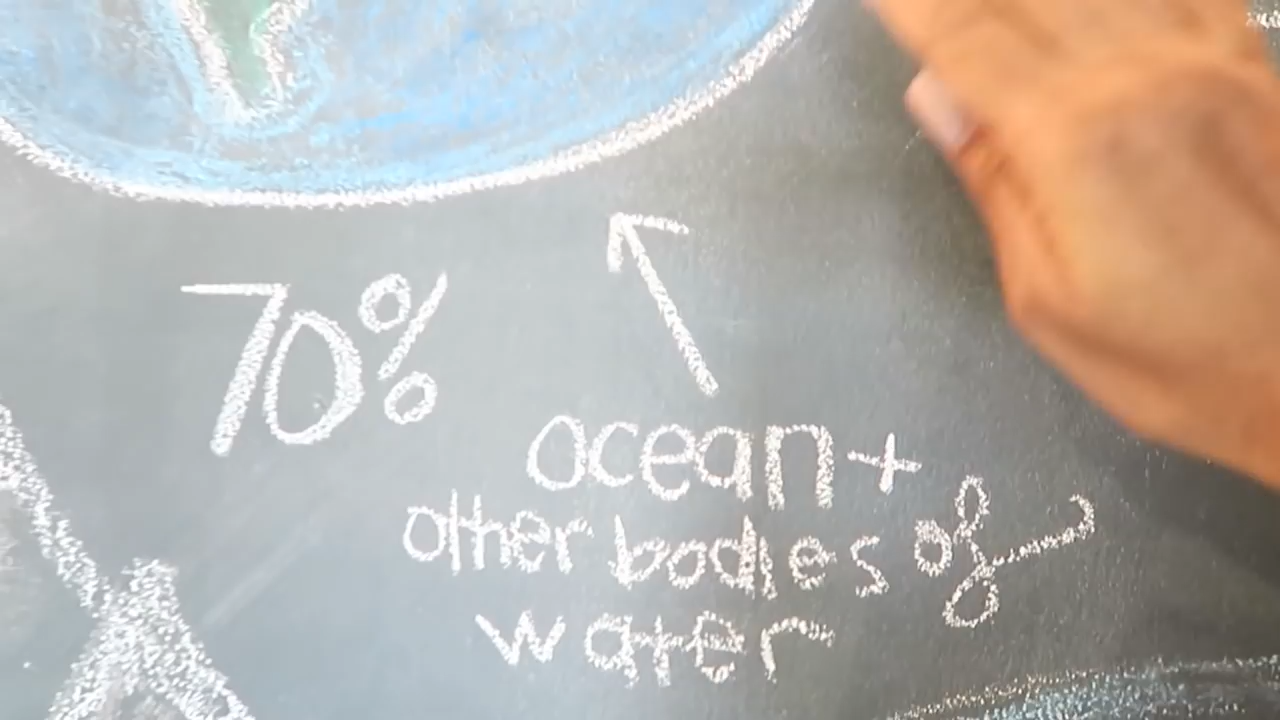 70%
ocean +
other bodies of
water